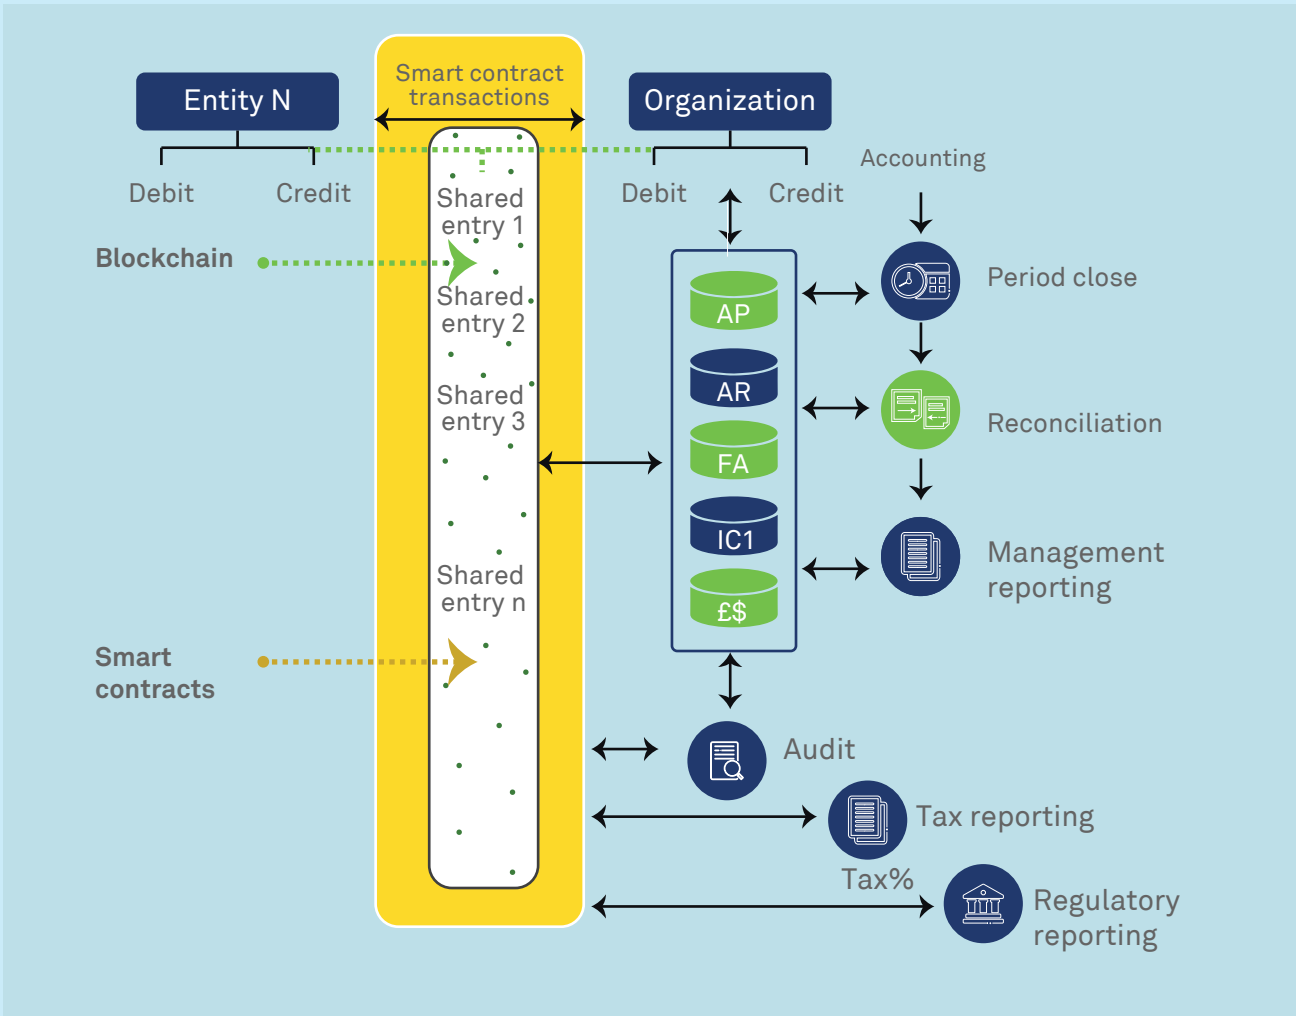 Smart contract
transactions
Entity N
Organization
Accounting
Debit
Credit
Debit
Credit
Shared
entry 1
Blockchain
Shared
entry 2
Shared
entry 3
Shared
entry n
Smart
contracts
AP
AR
FA
IC1
£$
Period close
Reconciliation
Management
reporting
Audit
Tax reporting
Tax%
Regulatory
reporting